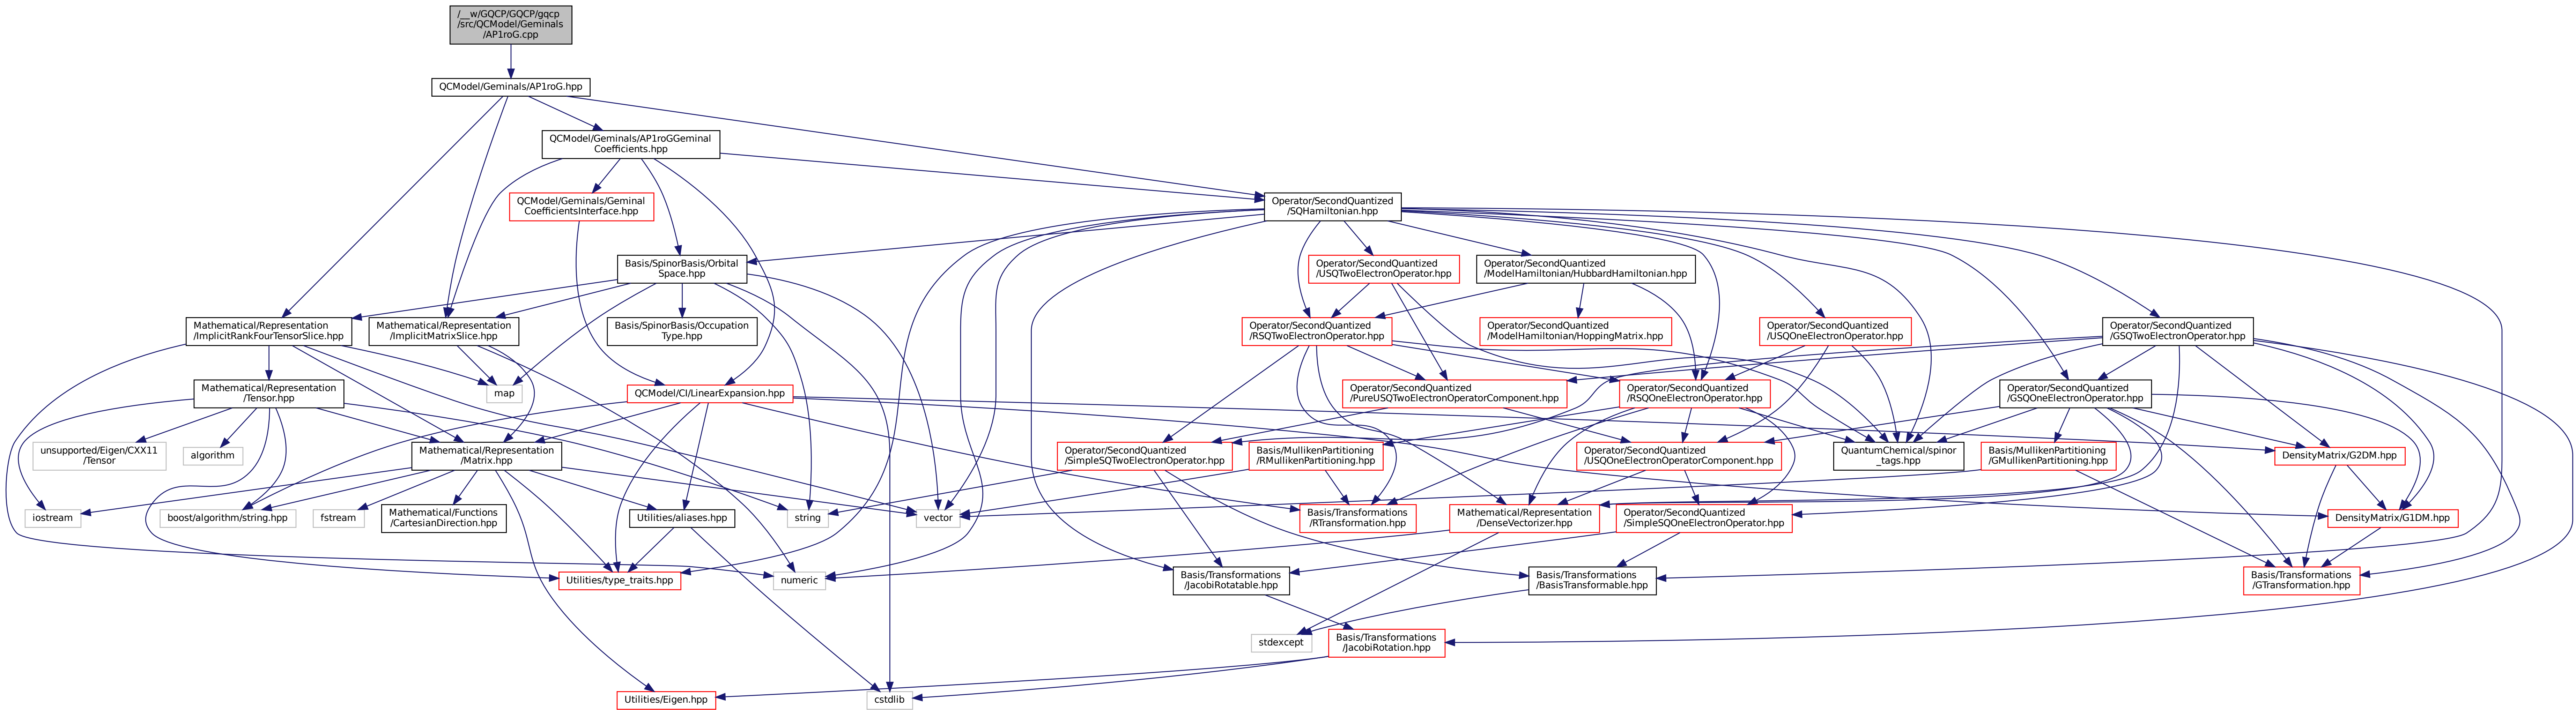 /__w/GQCP/GQCP/gqcp
/src/QCModel/Geminals
/AP1roG.cpp
QCModel/Geminals/AP1roG.hpp
QCModel/Geminals/AP1roGGeminal
Coefficients.hpp
QCModel/Geminals/Geminal
CoefficientsInterface.hpp
Operator/SecondQuantized
/SQHamiltonian.hpp
Basis/SpinorBasis/Orbital
Space.hpp
Operator/SecondQuantized
/USQTwoElectronOperator.hpp
Operator/SecondQuantized
/ModelHamiltonian/HubbardHamiltonian.hpp
Mathematical/Representation
/ImplicitRankFourTensorSlice.hpp
Mathematical/Representation
/ImplicitMatrixSlice.hpp
Basis/SpinorBasis/Occupation
Type.hpp
Operator/SecondQuantized
/RSQTwoElectronOperator.hpp
Operator/SecondQuantized
/ModelHamiltonian/HoppingMatrix.hpp
Operator/SecondQuantized
/USQOneElectronOperator.hpp
Operator/SecondQuantized
/GSQTwoElectronOperator.hpp
Mathematical/Representation
/Tensor.hpp
map
QCModel/CI/LinearExpansion.hpp
Operator/SecondQuantized
/PureUSQTwoElectronOperatorComponent.hpp
Operator/SecondQuantized
/RSQOneElectronOperator.hpp
Operator/SecondQuantized
/GSQOneElectronOperator.hpp
unsupported/Eigen/CXX11
/Tensor
algorithm
Mathematical/Representation
/Matrix.hpp
Operator/SecondQuantized
/SimpleSQTwoElectronOperator.hpp
Basis/MullikenPartitioning
/RMullikenPartitioning.hpp
Operator/SecondQuantized
/USQOneElectronOperatorComponent.hpp
QuantumChemical/spinor
_tags.hpp
Basis/MullikenPartitioning
/GMullikenPartitioning.hpp
DensityMatrix/G2DM.hpp
iostream
boost/algorithm/string.hpp
fstream
Mathematical/Functions
/CartesianDirection.hpp
Utilities/aliases.hpp
string
vector
Basis/Transformations
/RTransformation.hpp
Mathematical/Representation
/DenseVectorizer.hpp
Operator/SecondQuantized
/SimpleSQOneElectronOperator.hpp
DensityMatrix/G1DM.hpp
Utilities/type_traits.hpp
numeric
Basis/Transformations
/JacobiRotatable.hpp
Basis/Transformations
/BasisTransformable.hpp
Basis/Transformations
/GTransformation.hpp
stdexcept
Basis/Transformations
/JacobiRotation.hpp
Utilities/Eigen.hpp
cstdlib